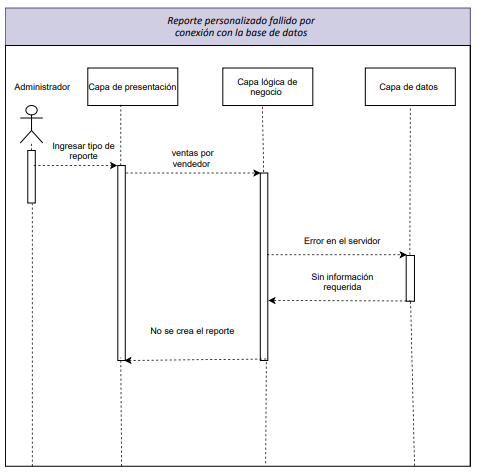 Reporte personalizado fallido por
conexión con la base de datos
Administrador
Capa de presentación
Capa lógica de
negocio
Capa de datos
Ingresar tipo de
reporte
ventas por
vendedor
Error en el servidor
Sin información
requerida
No se crea el reporte